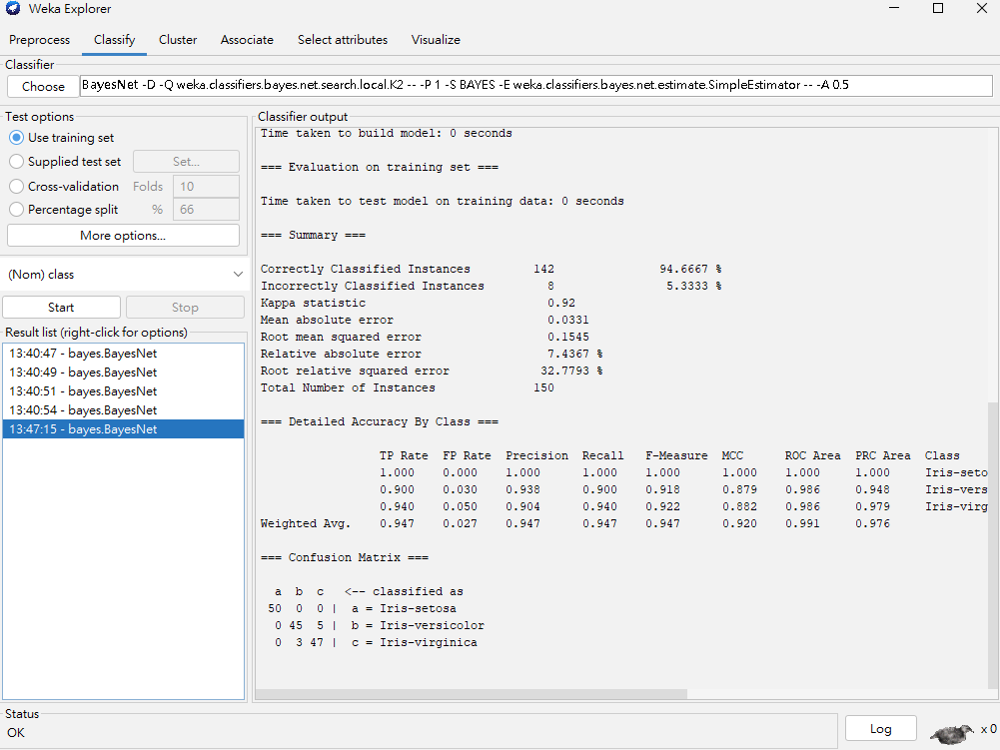 Weka Explorer
Preprocess Classify Cluster Associate Select attributes Visualize
Classifier
Choose BayesNet -D -Q weka.classifiers.bayes.net.search.local.K2 -- -P 1 -S BAYES -E weka.classifiers.bayes.net.estimate.SimpleEstimator -- -A 0.5
Test options
Use training set
Supplied test set Set...
Cross-validation Folds 10
Percentage split % 66
More options...
(Nom) class
Start Stop
Result list (right-click for options)
13:40:47 - bayes.BayesNet
13:40:49 - bayes.BayesNet
13:40:51 - bayes.BayesNet
13:40:54 - bayes.BayesNet
13:47:15 - bayes.BayesNet
Classifier output
Time taken to build model: 0 seconds
=== Evaluation on training set ===
Time taken to test model on training data: 0 seconds
=== Summary ===
Correctly Classified Instances 142 94.6667 %
Incorrectly Classified Instances 8 5.3333 %
Kappa statistic 0.92
Mean absolute error 0.0331
Root mean squared error 0.1545
Relative absolute error 7.4367 %
Root relative squared error 32.7793 %
Total Number of Instances 150
=== Detailed Accuracy By Class ===
TP Rate FP Rate Precision Recall F-Measure MCC ROC Area PRC Area Class
1.000 0.000 1.000 1.000 1.000 1.000 1.000 1.000 Iris-seto
0.900 0.030 0.938 0.900 0.918 0.879 0.986 0.948 Iris-vers
0.940 0.050 0.904 0.940 0.922 0.882 0.986 0.979 Iris-virg
Weighted Avg. 0.947 0.027 0.947 0.947 0.947 0.920 0.991 0.976
=== Confusion Matrix ===
a b c <-- classified as
50 0 0 | a = Iris-setosa
0 45 5 | b = Iris-versicolor
0 3 47 | c = Iris-virginica
Status
OK
Log x 0